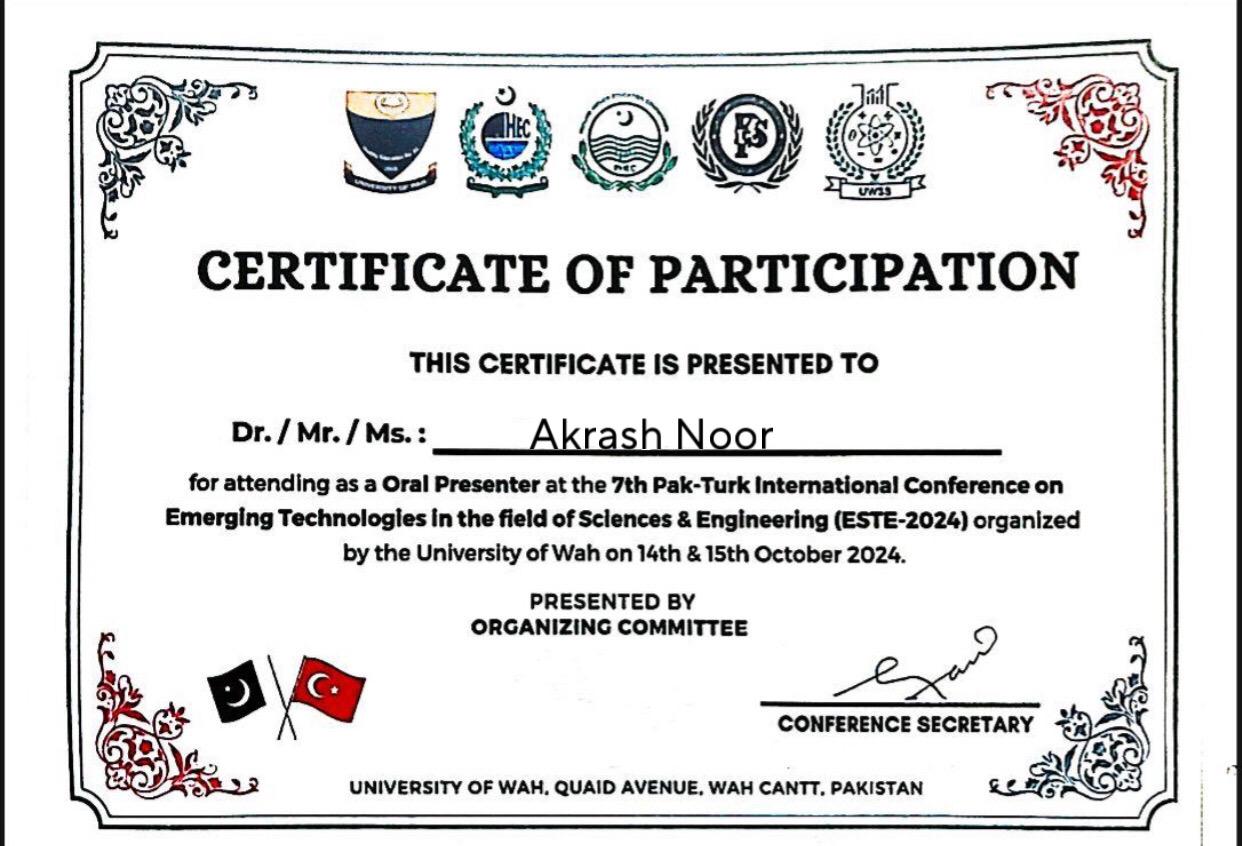 UNIVERSITY OF WAH
HEC
UWSS
CERTIFICATE OF PARTICIPATION
THIS CERTIFICATE IS PRESENTED TO
Dr. / Mr. / Ms. : Akrash Noor
for attending as a Oral Presenter at the 7th Pak-Turk International Conference on
Emerging Technologies in the field of Sciences & Engineering (ESTE-2024) organized
by the University of Wah on 14th & 15th October 2024.
PRESENTED BY
ORGANIZING COMMITTEE
CONFERENCE SECRETARY
UNIVERSITY OF WAH, QUAID AVENUE, WAH CANTT, PAKISTAN